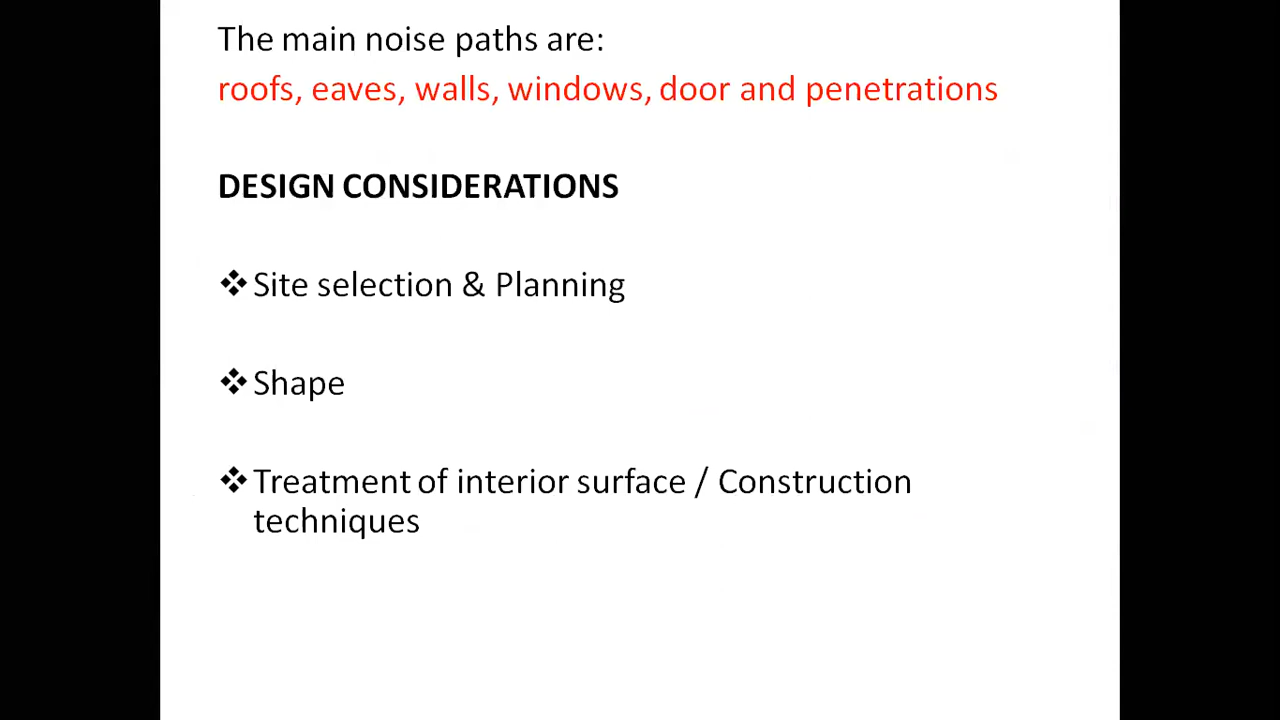 The main noise paths are:
roofs, eaves, walls, windows, door and penetrations
DESIGN CONSIDERATIONS
❖Site selection & Planning
❖Shape
❖Treatment of interior surface / Construction
techniques